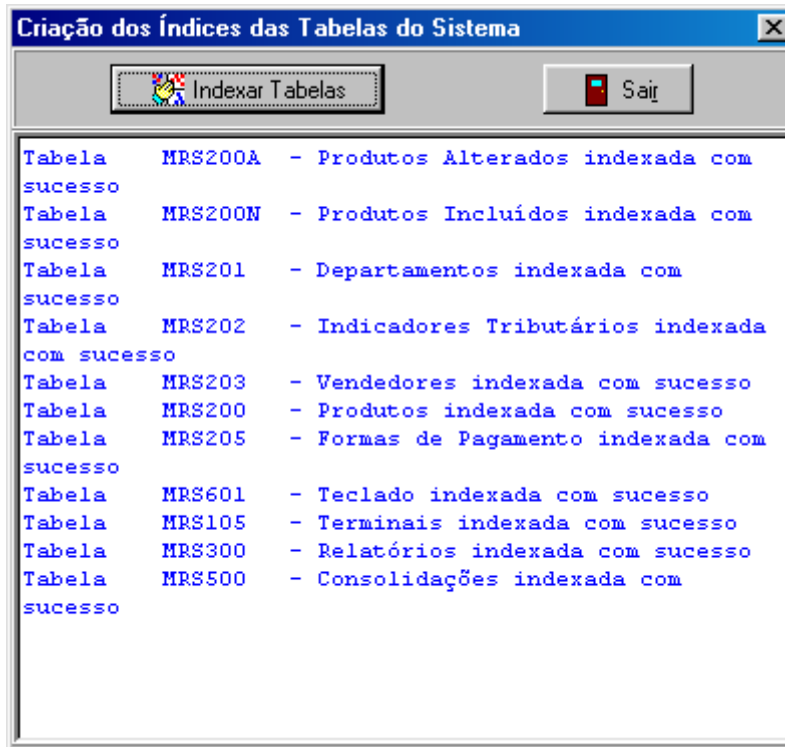 Criação dos Índices das Tabelas do Sistema
Indexar Tabelas
Sair
Tabela MRS200A - Produtos Alterados indexada com
sucesso
Tabela MRS200N - Produtos Incluídos indexada com
sucesso
Tabela MRS201 - Departamentos indexada com
sucesso
Tabela MRS202 - Indicadores Tributários indexada
com sucesso
Tabela MRS203 - Vendedores indexada com sucesso
Tabela MRS200 - Produtos indexada com sucesso
Tabela MRS205 - Formas de Pagamento indexada com
sucesso
Tabela MRS601 - Teclado indexada com sucesso
Tabela MRS105 - Terminais indexada com sucesso
Tabela MRS300 - Relatórios indexada com sucesso
Tabela MRS500 - Consolidações indexada com
sucesso